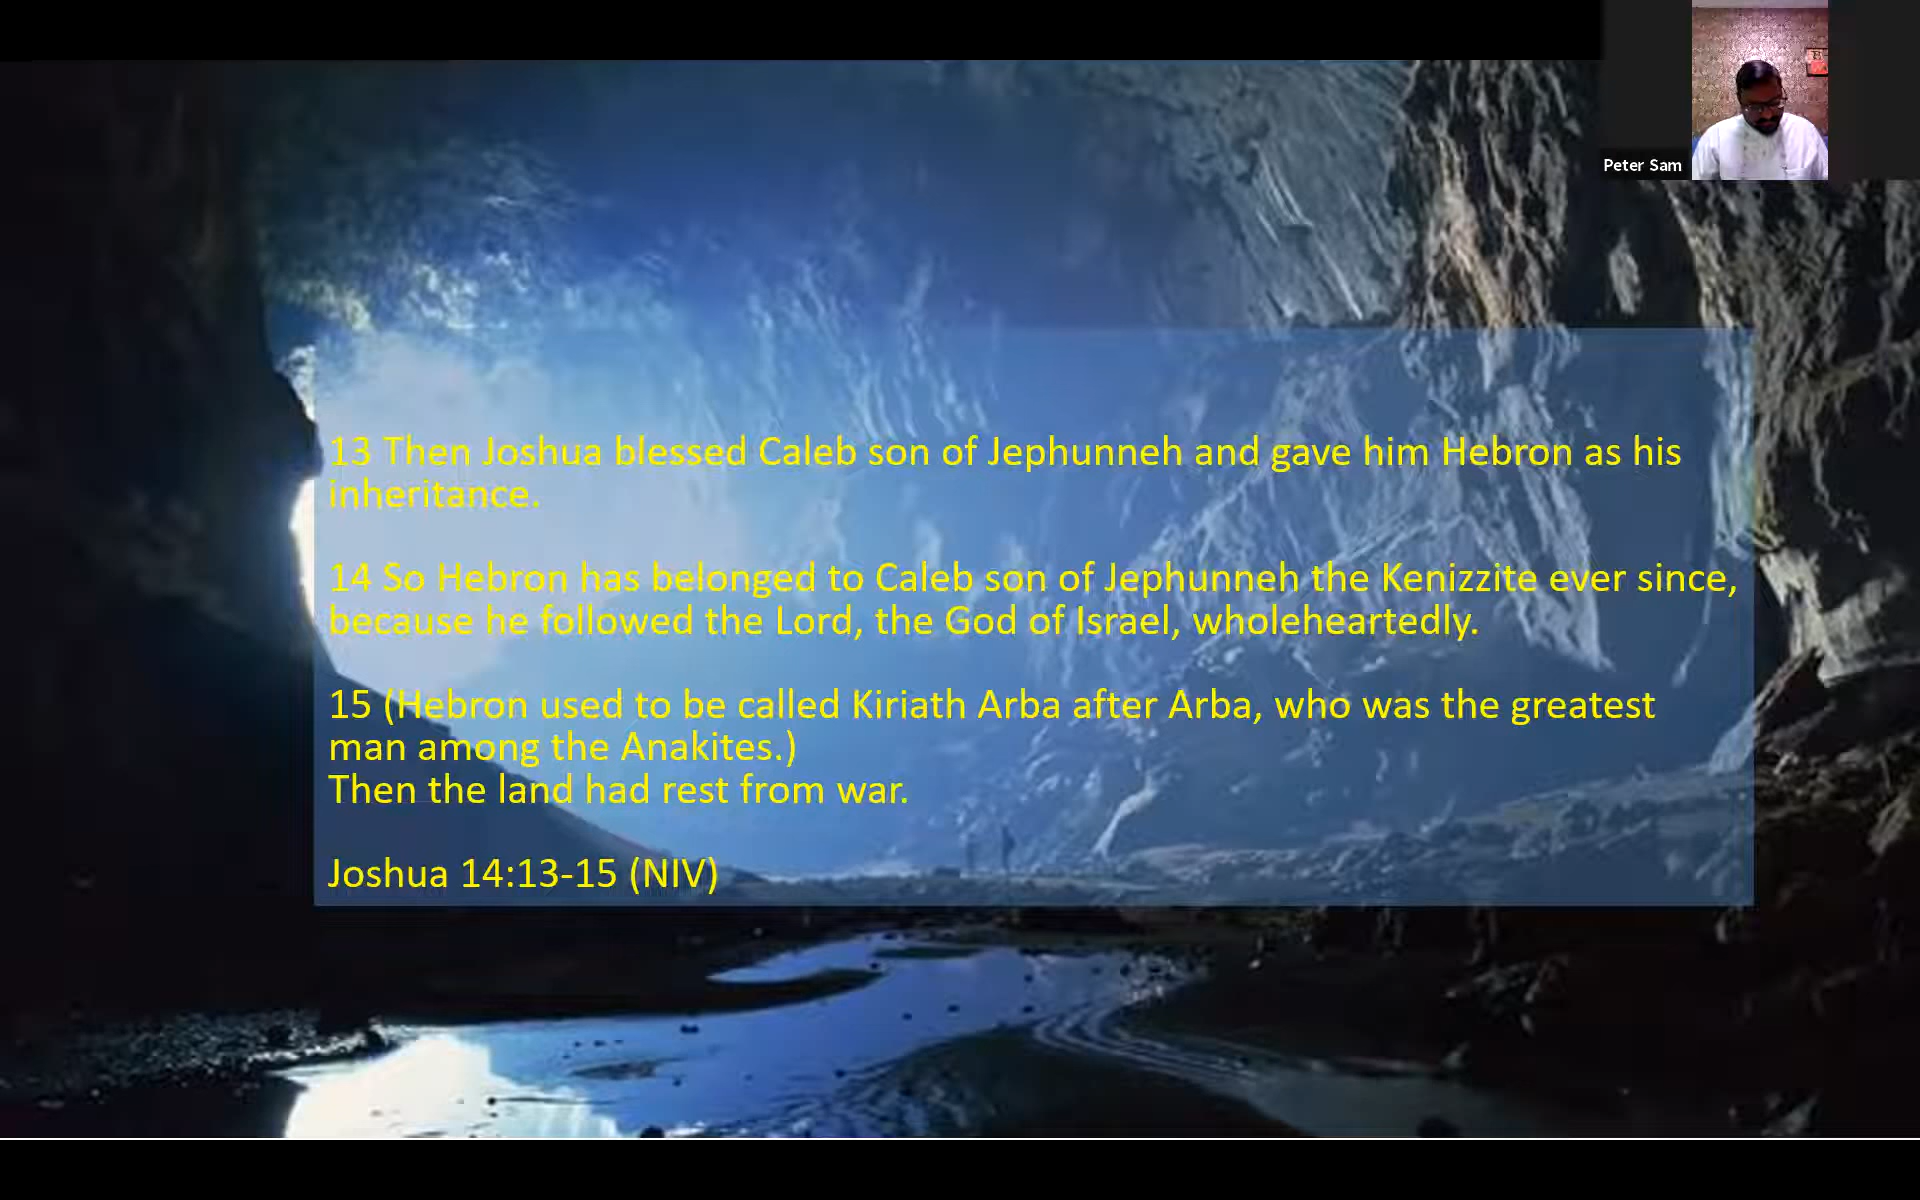 Peter Sam
13 Then Joshua blessed Caleb son of Jephunneh and gave him Hebron as his
inheritance.
14 So Hebron has belonged to Caleb son of Jephunneh the Kenizzite ever since,
because he followed the Lord, the God of Israel, wholeheartedly.
15 (Hebron used to be called Kiriath Arba after Arba, who was the greatest
man among the Anakites.)
Then the land had rest from war.
Joshua 14:13-15 (NIV)